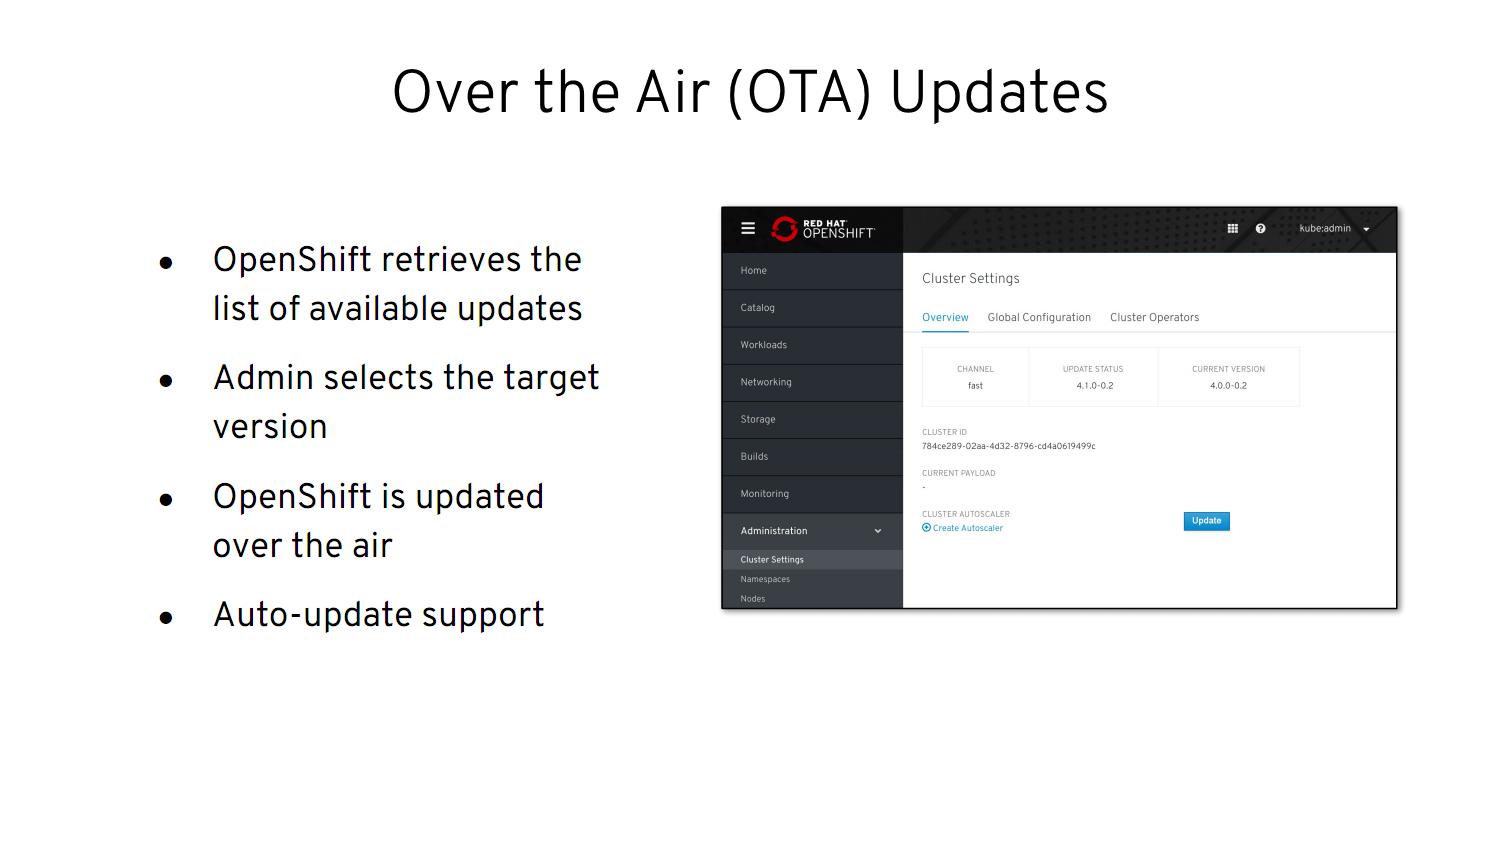 Over the Air (OTA) Updates
● OpenShift retrieves the
list of available updates
● Admin selects the target
version
● OpenShift is updated
over the air
● Auto-update support
RED HAT
OPENSHIFT
kube:admin
Home
Catalog
Workloads
Networking
Storage
Builds
Monitoring
Administration
Cluster Settings
Namespaces
Nodes
Cluster Settings
Overview Global Configuration Cluster Operators
CHANNEL UPDATE STATUS CURRENT VERSION
fast 4.1.0-0.2 4.0.0-0.2
CLUSTER ID
784ce289-02aa-4d32-8796-cd4a0619499c
CURRENT PAYLOAD
-
CLUSTER AUTOSCALER
Create Autoscaler
Update